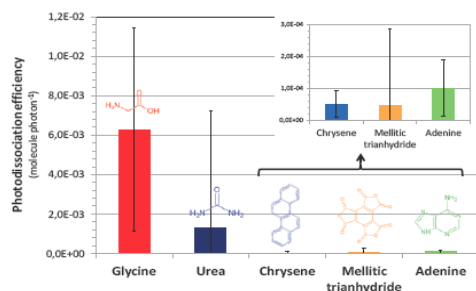 Photodissociation efficiency
(molecule photon⁻¹)
1,2E-02
1,0E-02
8,0E-03
6,0E-03
4,0E-03
2,0E-03
0,0E+00
Glycine
Urea
Chrysene
Mellitic
trianhydride
Adenine
H₂N
O
OH
O
H₂N
NH₂
NH₂
3,0E-04
2,0E-04
1,0E-04
0,0E+00
Chrysene
Mellitic
trianhydride
Adenine